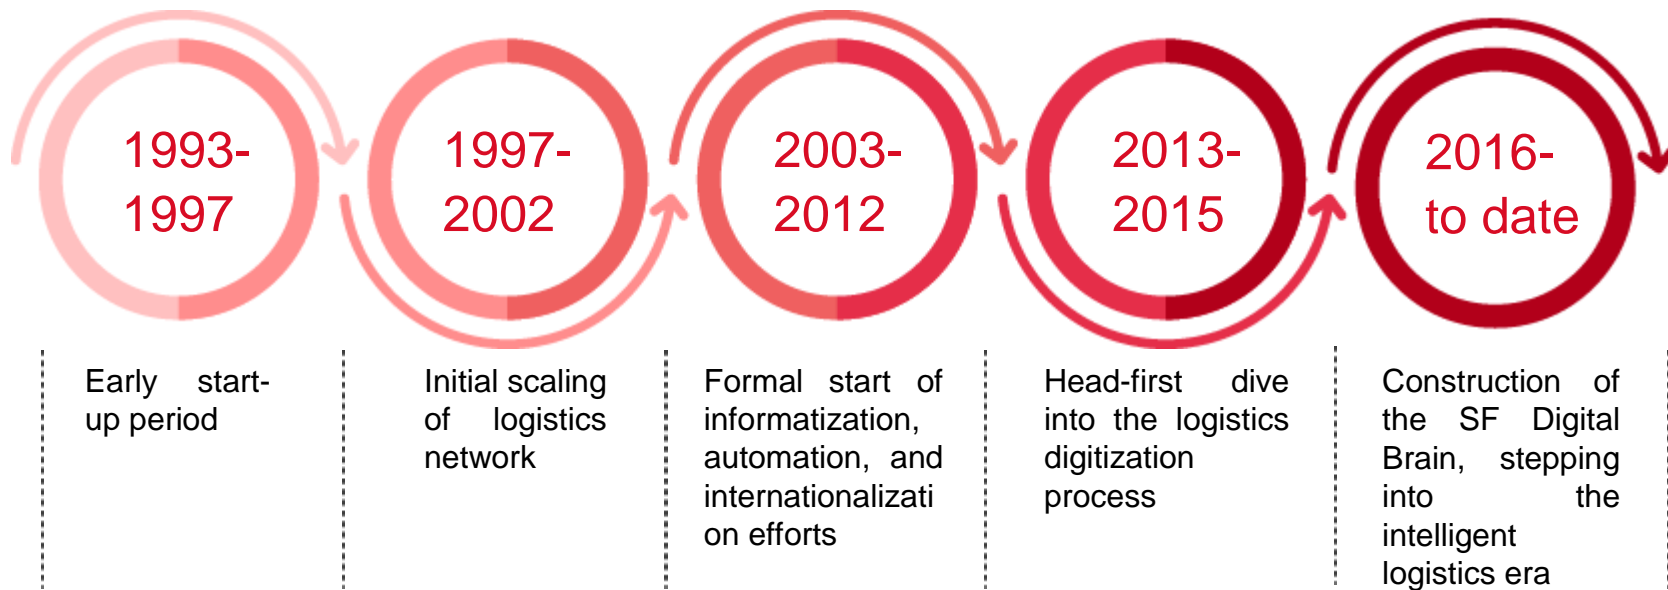 1993-
1997
1997-
2002
2003-
2012
2013-
2015
2016-
to date
Early start-
up period
Initial scaling
of logistics
network
Formal start of
informatization,
automation, and
internationalizati
on efforts
Head-first dive
into the logistics
digitization
process
Construction of
the SF Digital
Brain, stepping
into the
intelligent
logistics era